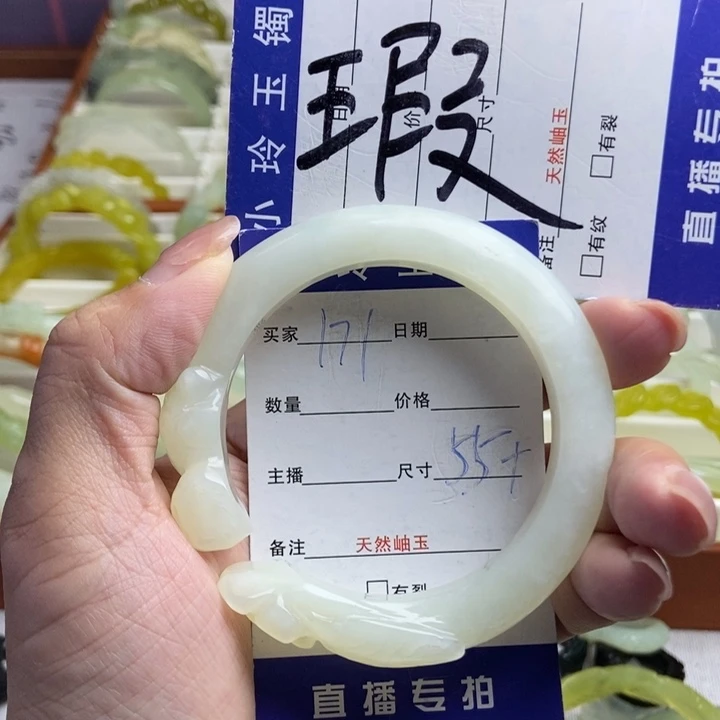 小玲玉镯
瑕
日期
价
尺寸
天然岫玉
备注
有裂
有纹
直播专拍
买家 171 日期
数量 价格
主播 尺寸 55+
备注 天然岫玉
有裂
直播专拍